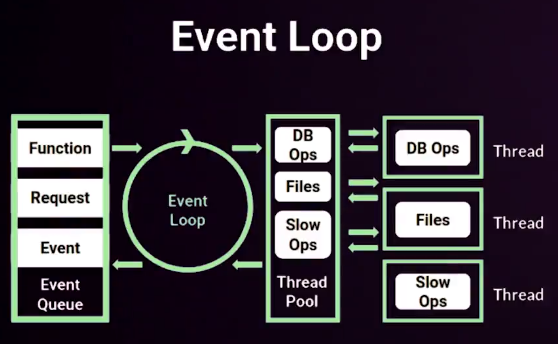 Event Loop
Function
Request
Event
Event
Queue
Event
Loop
DB
Ops
Files
Slow
Ops
Thread
Pool
DB Ops
Thread
Files
Thread
Slow
Ops
Thread